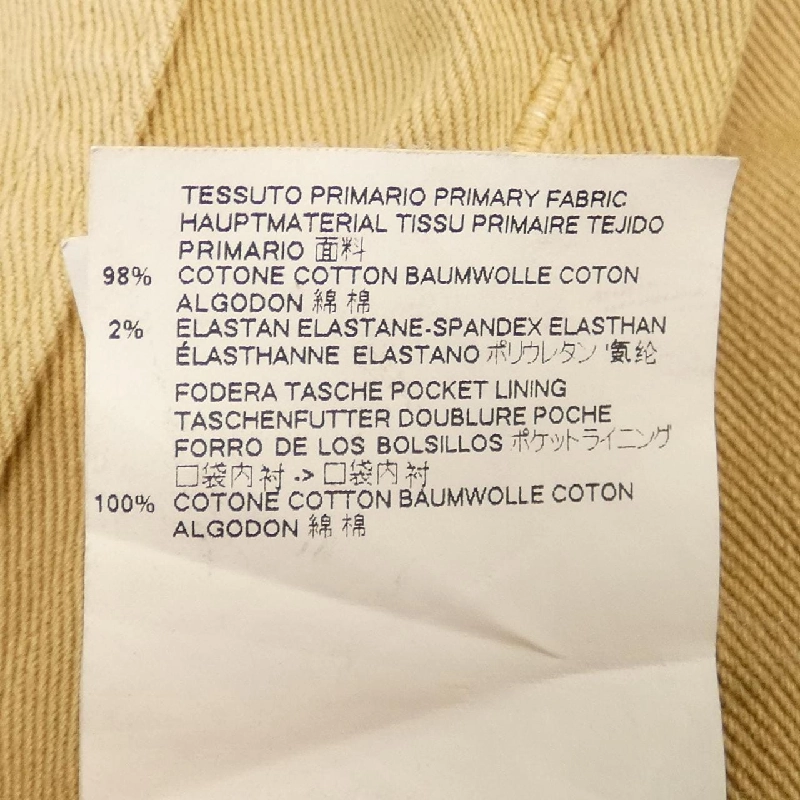 TESSUTO PRIMARIO PRIMARY FABRIC
HAUPTMATERIAL TISSU PRIMAIRE TEJIDO
PRIMARIO 面料
98% COTONE COTTON BAUMWOLLE COTON
ALGODON 綿 棉
2% ELASTAN ELASTANE-SPANDEX ELASTHAN
ÉLASTHANNE ELASTANO ポリウレタン '氨纶
FODERA TASCHE POCKET LINING
TASCHENFUTTER DOUBLURE POCHE
FORRO DE LOS BOLSILLOS ポケットライニング
口袋内衬 -> 口袋内衬
100% COTONE COTTON BAUMWOLLE COTON
ALGODON 綿 棉